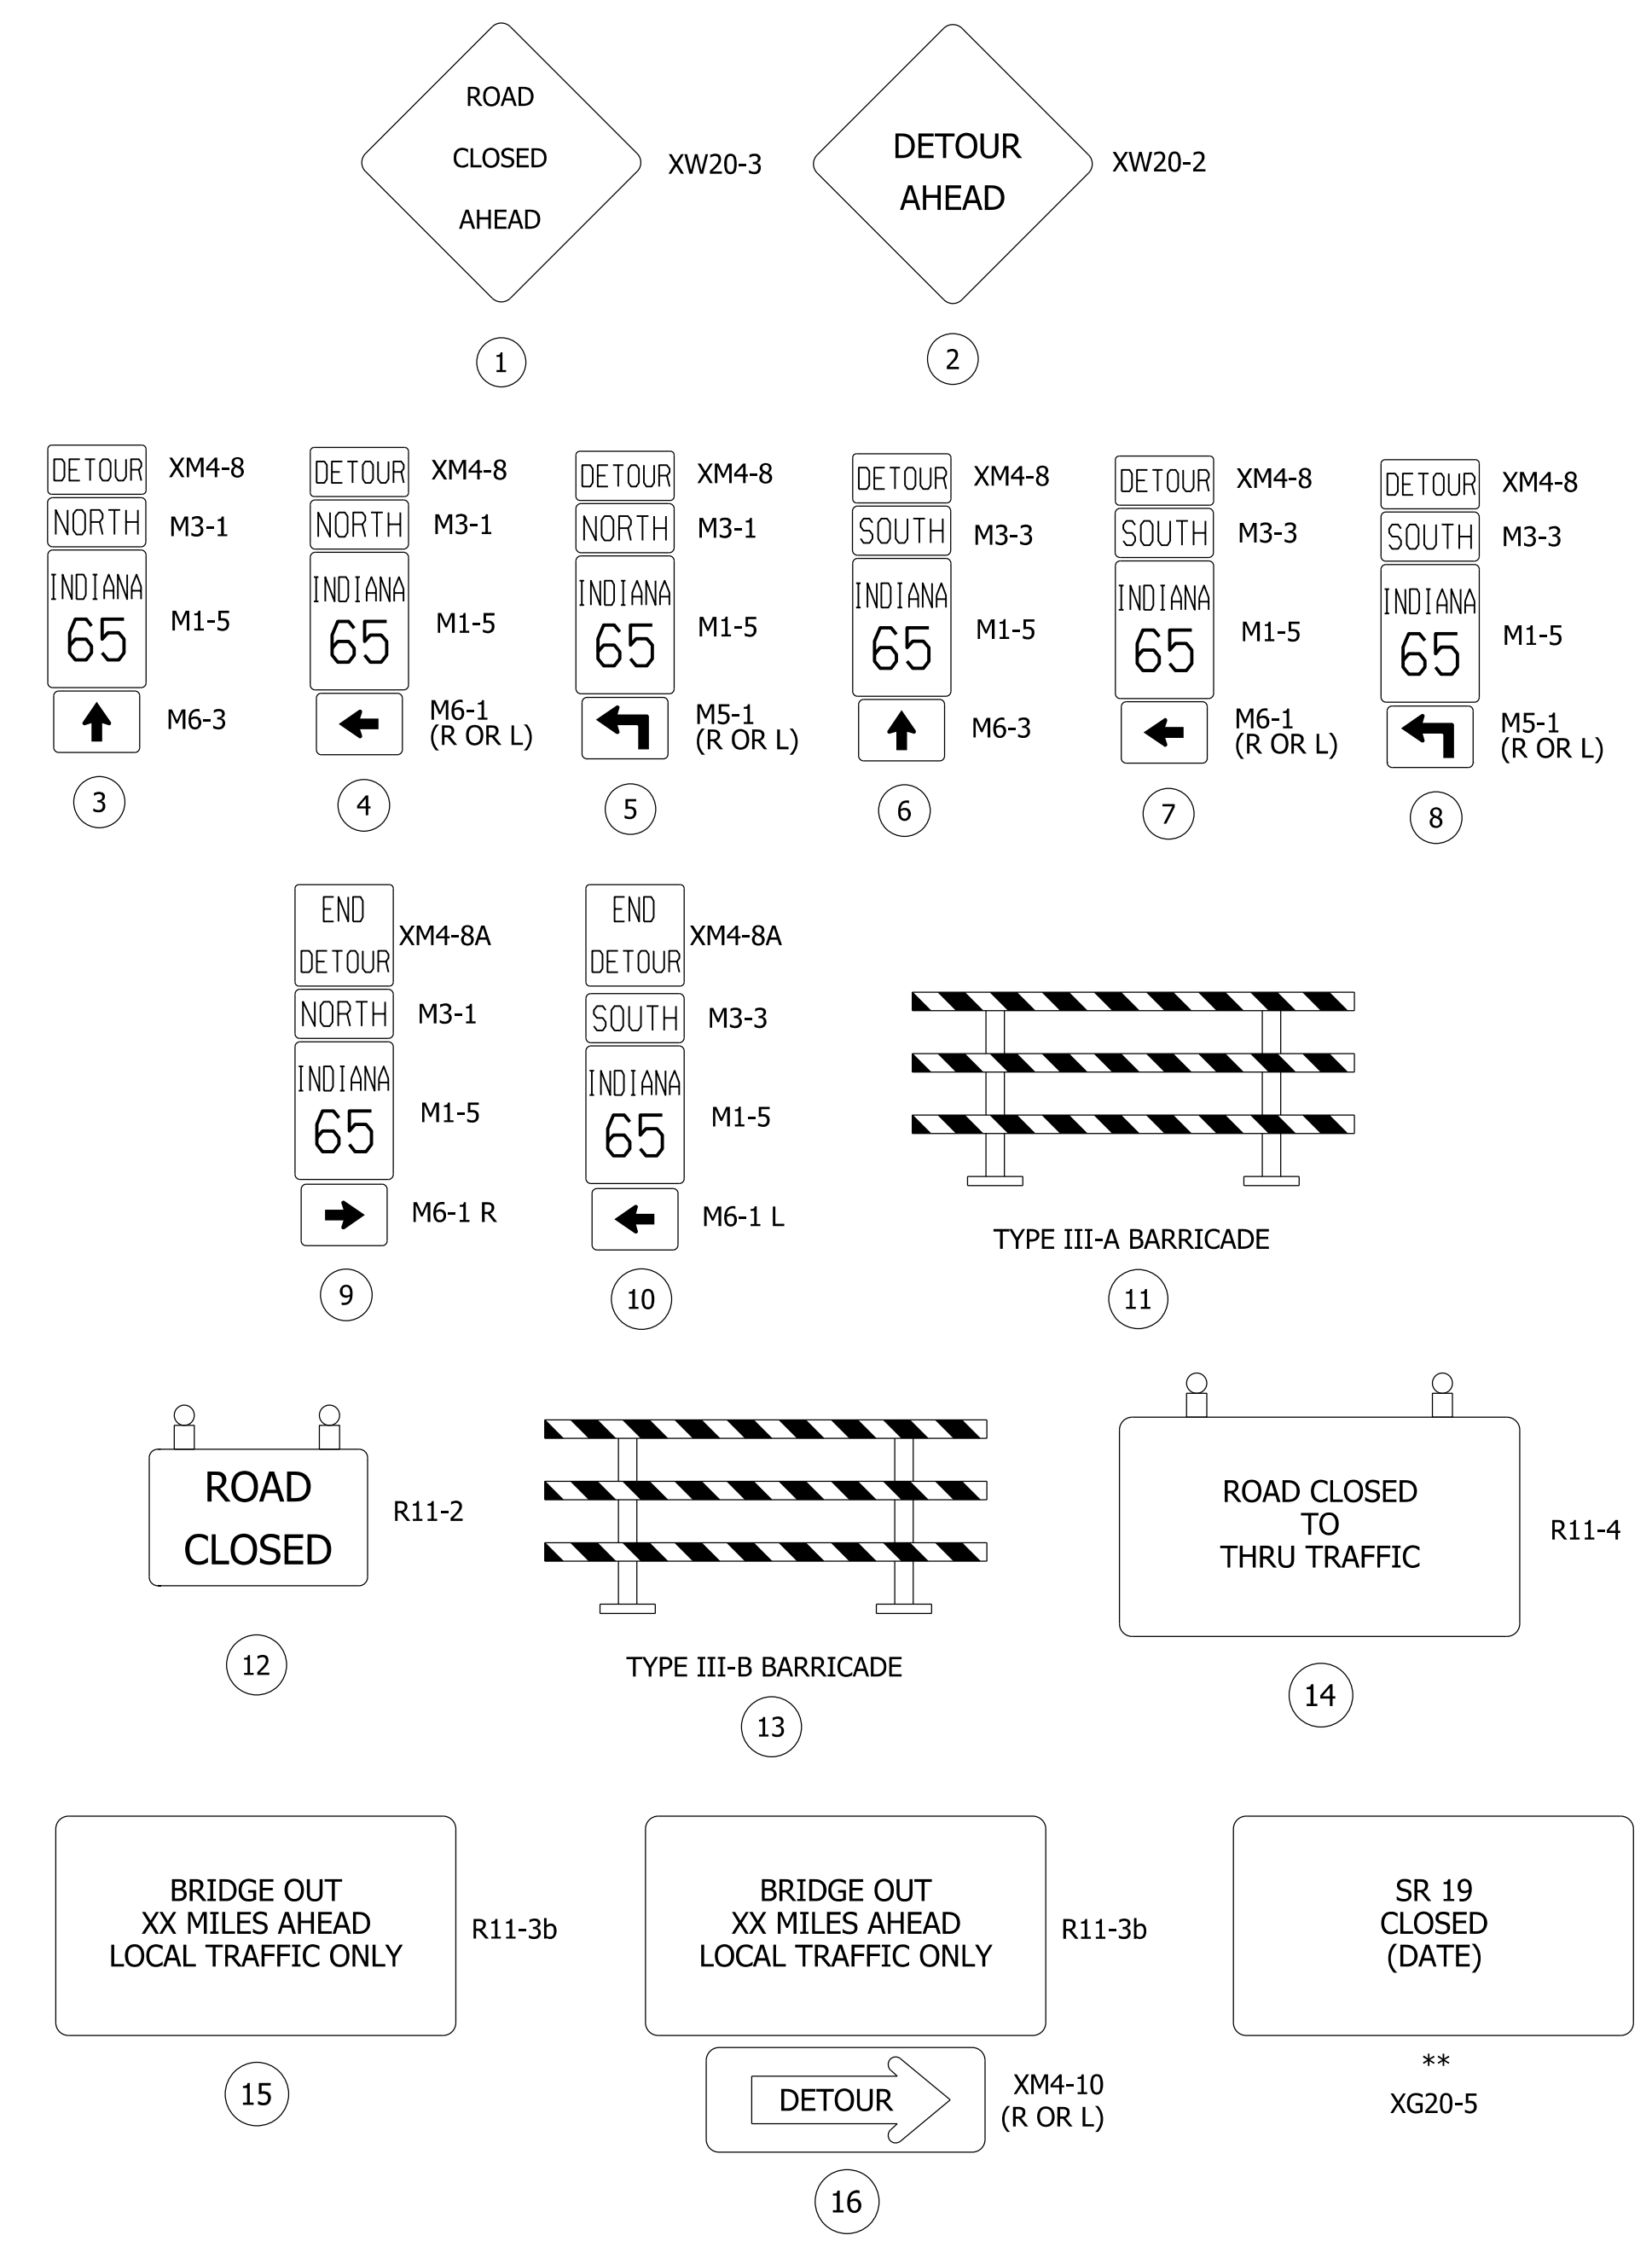 ROAD
CLOSED
AHEAD
XW20-3
1
DETOUR
AHEAD
XW20-2
2
DETOUR
XM4-8
NORTH
M3-1
INDIANA
65
M1-5
M6-3
3
DETOUR
XM4-8
NORTH
M3-1
INDIANA
65
M1-5
M6-1
(R OR L)
4
DETOUR
XM4-8
NORTH
M3-1
INDIANA
65
M1-5
M5-1
(R OR L)
5
DETOUR
XM4-8
SOUTH
M3-3
INDIANA
65
M1-5
M6-3
6
DETOUR
XM4-8
SOUTH
M3-3
INDIANA
65
M1-5
M6-1
(R OR L)
7
DETOUR
XM4-8
SOUTH
M3-3
INDIANA
65
M1-5
M5-1
(R OR L)
8
END
DETOUR
XM4-8A
NORTH
M3-1
INDIANA
65
M1-5
M6-1 R
9
END
DETOUR
XM4-8A
SOUTH
M3-3
INDIANA
65
M1-5
M6-1 L
10
TYPE III-A BARRICADE
11
ROAD
CLOSED
R11-2
12
TYPE III-B BARRICADE
13
ROAD CLOSED
TO
THRU TRAFFIC
R11-4
14
BRIDGE OUT
XX MILES AHEAD
LOCAL TRAFFIC ONLY
R11-3b
15
BRIDGE OUT
XX MILES AHEAD
LOCAL TRAFFIC ONLY
R11-3b
DETOUR
XM4-10
(R OR L)
16
SR 19
CLOSED
(DATE)
**
XG20-5